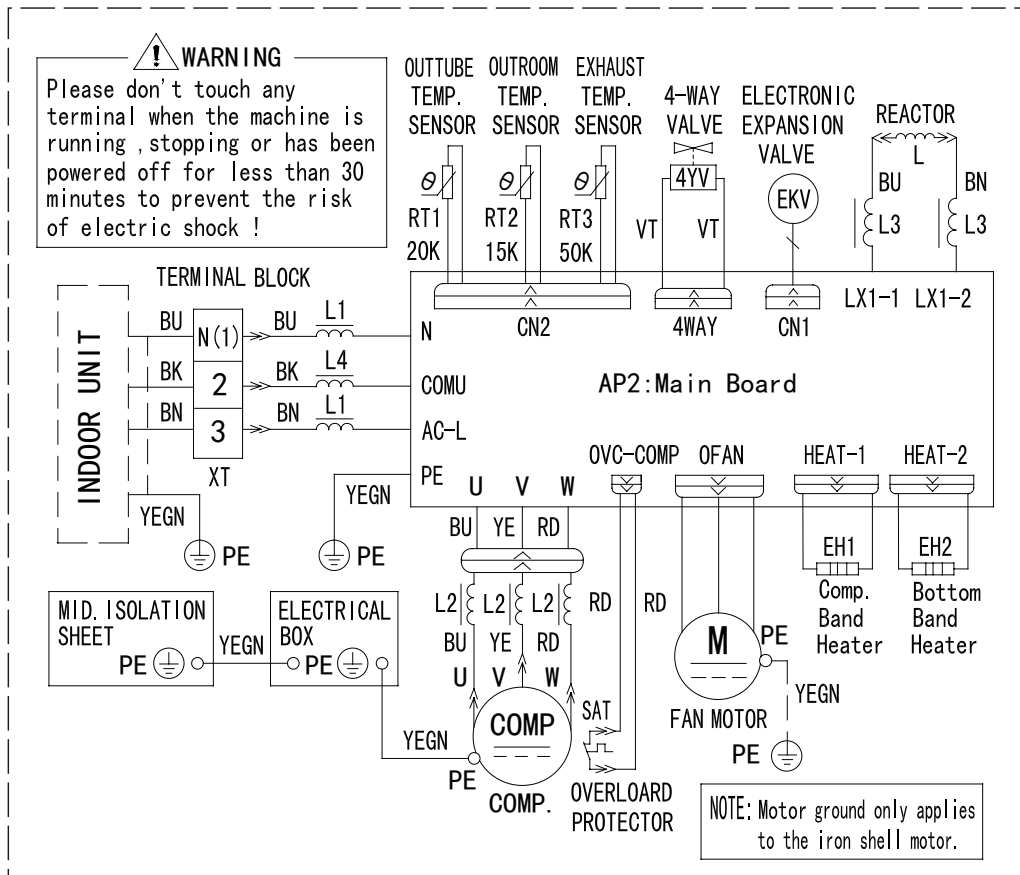 WARNING
Please don't touch any
terminal when the machine is
running ,stopping or has been
powered off for less than 30
minutes to prevent the risk
of electric shock !
OUTTUBE
TEMP.
SENSOR
OUTROOM
TEMP.
SENSOR
EXHAUST
TEMP.
SENSOR
4-WAY
VALVE
ELECTRONIC
EXPANSION
VALVE
REACTOR
L
θ
RT1
20K
θ
RT2
15K
θ
RT3
50K
4YV
VT
VT
EKV
BU
BN
L3
L3
CN2
4WAY
CN1
LX1-1
LX1-2
TERMINAL BLOCK
INDOOR UNIT
BU
N(1)
BU
L1
N
BK
2
BK
L4
COMU
BN
3
BN
L1
AC-L
XT
PE
YEGN
PE
YEGN
PE
AP2:Main Board
U
V
W
OVC-COMP
OFAN
HEAT-1
HEAT-2
BU
YE
RD
L2
L2
L2
BU
YE
RD
U
V
W
RD
RD
EH1
Comp.
Band
Heater
EH2
Bottom
Band
Heater
MID. ISOLATION
SHEET
PE
YEGN
ELECTRICAL
BOX
PE
YEGN
PE
COMP
COMP.
SAT
OVERLOARD
PROTECTOR
M
FAN MOTOR
PE
YEGN
PE
NOTE: Motor ground only applies
to the iron shell motor.